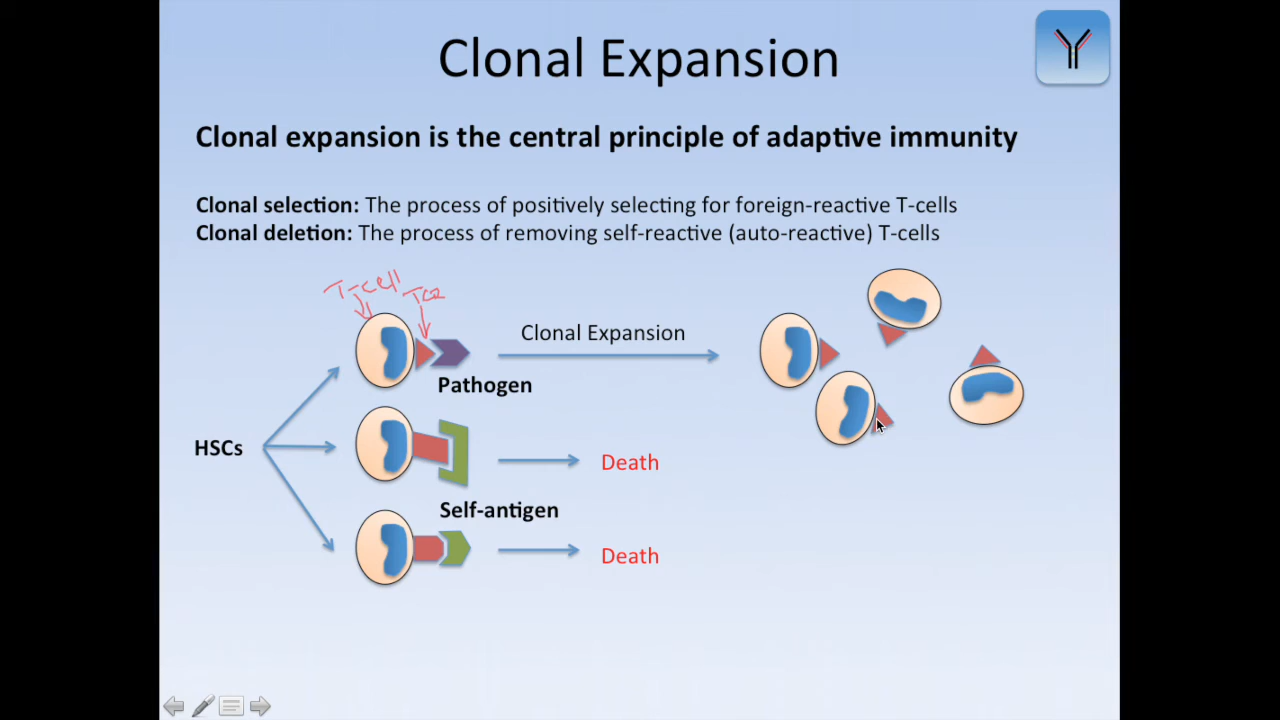 Clonal Expansion
Clonal expansion is the central principle of adaptive immunity
Clonal selection: The process of positively selecting for foreign-reactive T-cells
Clonal deletion: The process of removing self-reactive (auto-reactive) T-cells
T-cell
TCR
Clonal Expansion
Pathogen
HSCs
Death
Self-antigen
Death